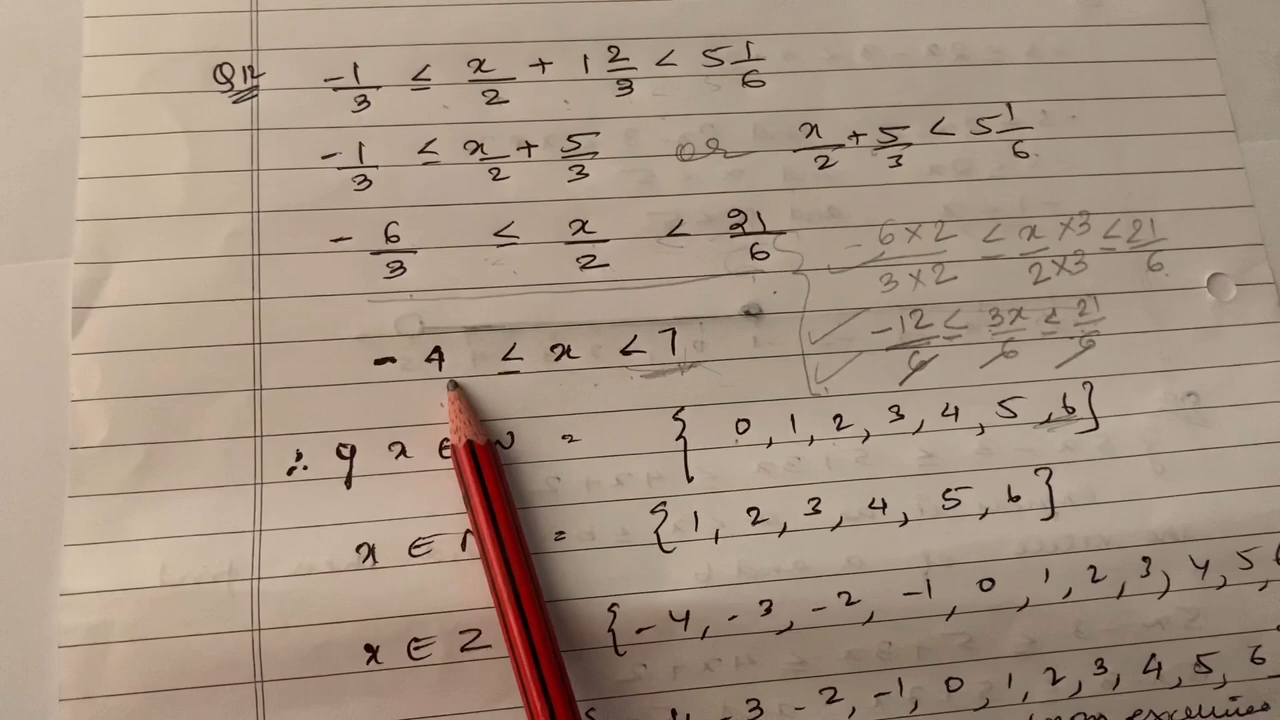 Q12 -1/3 ≤ x/2 + 1 2/3 < 5 1/6
-1/3 ≤ x/2 + 5/3 or x/2 + 5/3 < 5 1/6
- 6/3 ≤ x/2 < 21/6
- 6×2/3×2 ≤ x×3/2×3 ≤ 21/6
-12/6 ≤ 3x/6 ≤ 21/6
- 4 ≤ x < 7
∴ x ∈ = { 0, 1, 2, 3, 4, 5, 6 }
x ∈ = { 1, 2, 3, 4, 5, 6 }
x ∈ Z { -4, -3, -2, -1, 0, 1, 2, 3, 4, 5,
3, -2, -1, 0, 1, 2, 3, 4, 5, 6